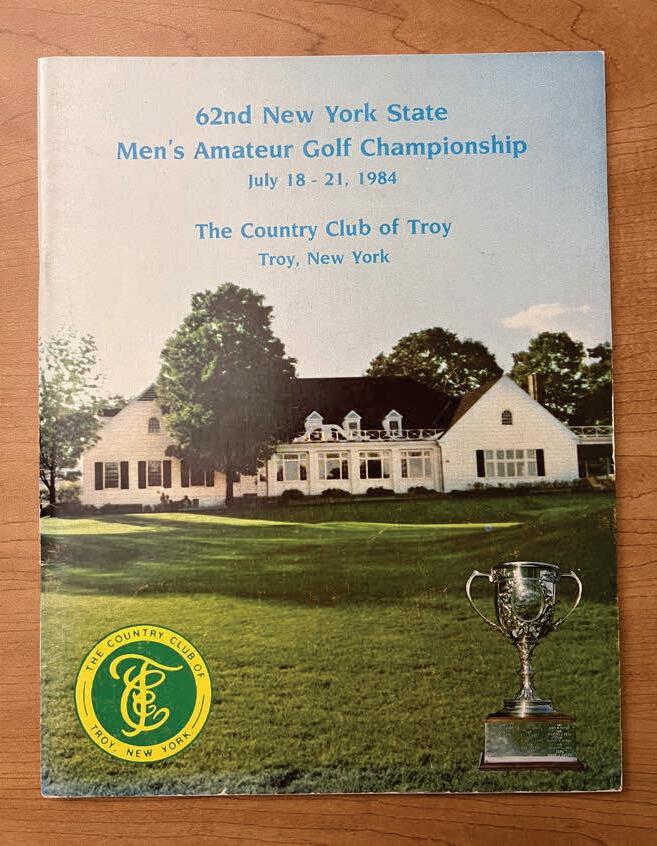 62nd New York State
Men's Amateur Golf Championship
July 18 - 21, 1984
The Country Club of Troy
Troy, New York
THE COUNTRY CLUB OF
TROY, NEW YORK